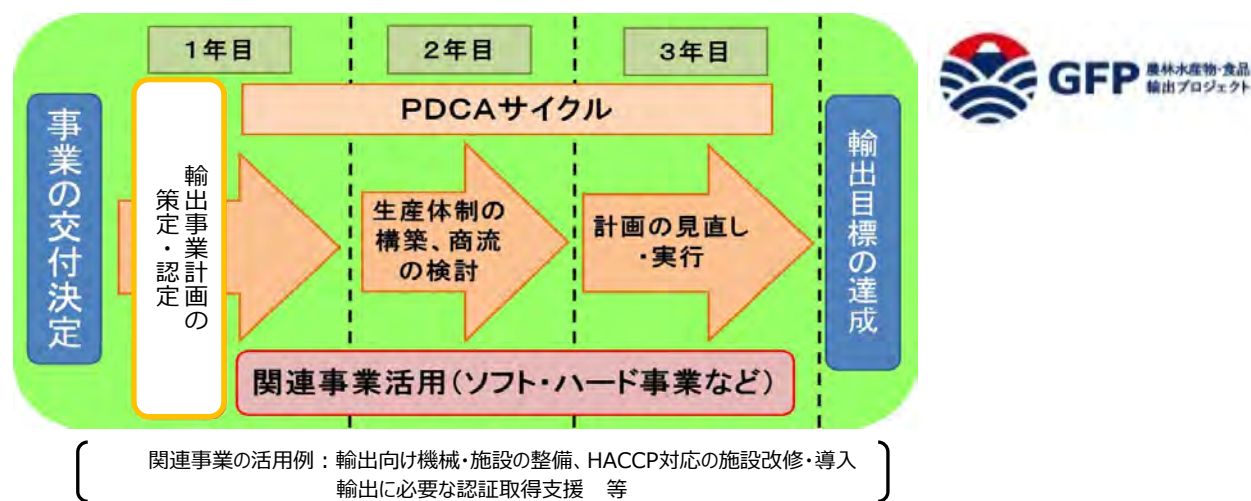 1年目
2年目
3年目
GFP
農林水産物・食品
輸出プロジェクト
PDCAサイクル
事業の交付決定
輸出事業計画の
策定・認定
生産体制の
構築、商流
の検討
計画の見直し
・実行
輸出目標の達成
関連事業活用(ソフト・ハード事業など)
関連事業の活用例：輸出向け機械・施設の整備、HACCP対応の施設改修・導入
輸出に必要な認証取得支援　等